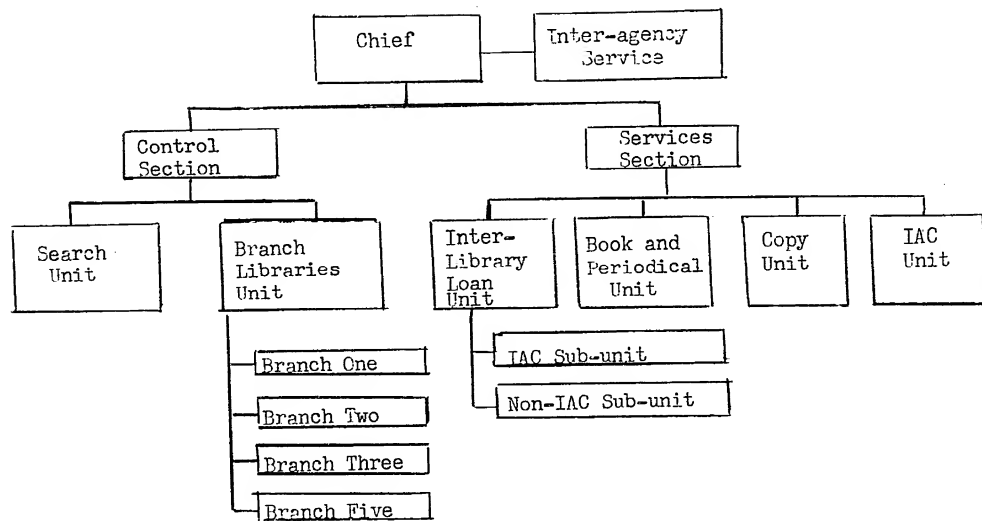 Chief
Inter-agency
Service
Control
Section
Services
Section
Search
Unit
Branch
Libraries
Unit
Inter-
Library
Loan
Unit
Book and
Periodical
Unit
Copy
Unit
IAC
Unit
Branch One
Branch Two
Branch Three
Branch Five
IAC Sub-unit
Non-IAC Sub-unit